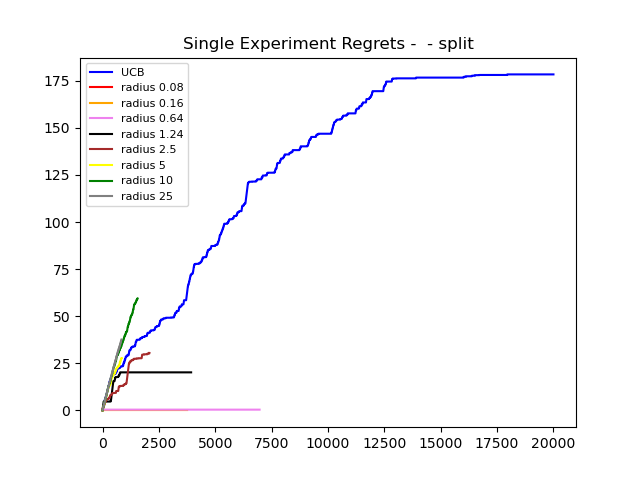 Single Experiment Regrets -  - split
UCB
radius 0.08
radius 0.16
radius 0.64
radius 1.24
radius 2.5
radius 5
radius 10
radius 25
175
150
125
100
75
50
25
0
0 2500 5000 7500 10000 12500 15000 17500 20000